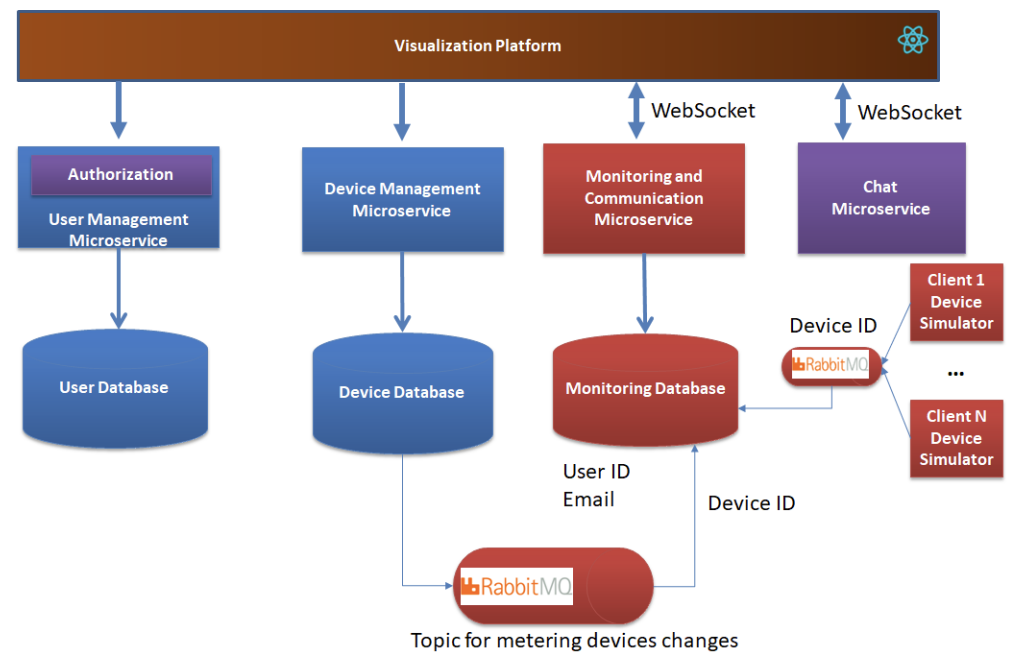 Visualization Platform
WebSocket
WebSocket
Authorization
User Management
Microservice
Device Management
Microservice
Monitoring and
Communication
Microservice
Chat
Microservice
Client 1
Device
Simulator
Device ID
RabbitMQ
...
User Database
Device Database
Monitoring Database
Client N
Device
Simulator
User ID
Email
Device ID
RabbitMQ
Topic for metering devices changes